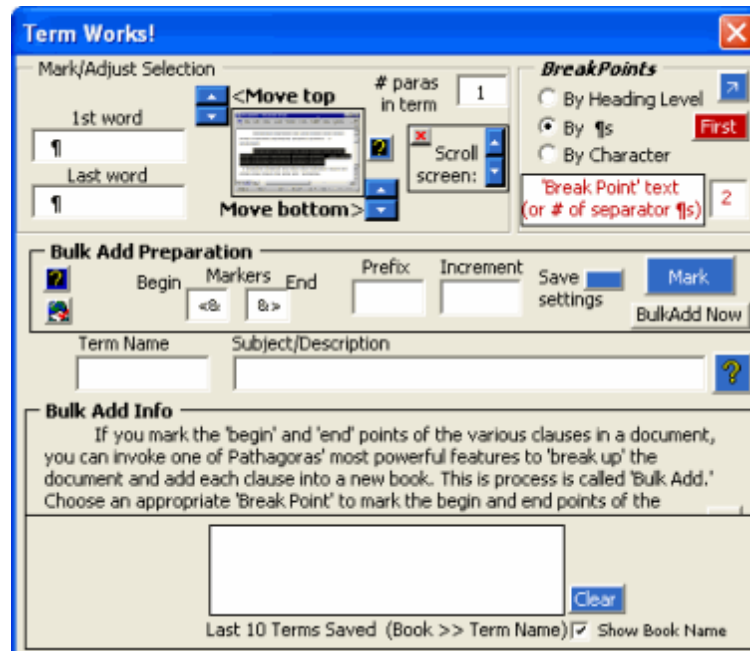 Term Works!
Mark/Adjust Selection
1st word
¶
Last word
¶
<Move top
Move bottom>
# paras
in term
1
Scroll
screen:
BreakPoints
By Heading Level
By ¶s
By Character
First
'Break Point' text
(or # of separator ¶s)
2
Bulk Add Preparation
Begin Markers End
<& &>
Prefix
Increment
Save
settings
Mark
BulkAdd Now
Term Name
Subject/Description
?
Bulk Add Info
If you mark the 'begin' and 'end' points of the various clauses in a document,
you can invoke one of Pathagoras' most powerful features to 'break up' the
document and add each clause into a new book. This is process is called 'Bulk Add.'
Choose an appropriate 'Break Point' to mark the begin and end points of the
Clear
Last 10 Terms Saved (Book >> Term Name)
Show Book Name